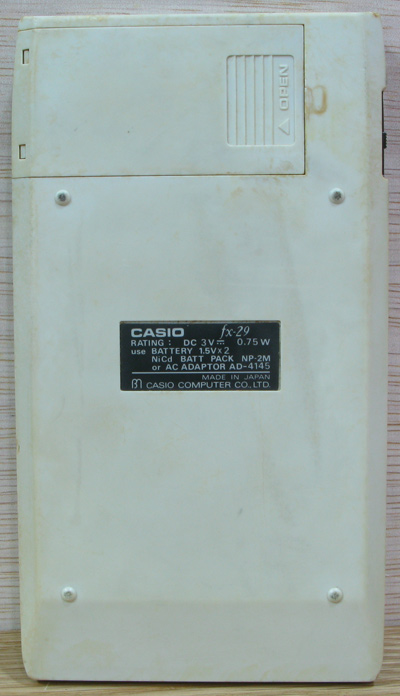 OPEN
CASIO fx-29
RATING : DC 3V 0.75W
use BATTERY 1.5V×2
NiCd BATT PACK NP-2M
or AC ADAPTOR AD-4145
MADE IN JAPAN
CASIO COMPUTER CO., LTD.